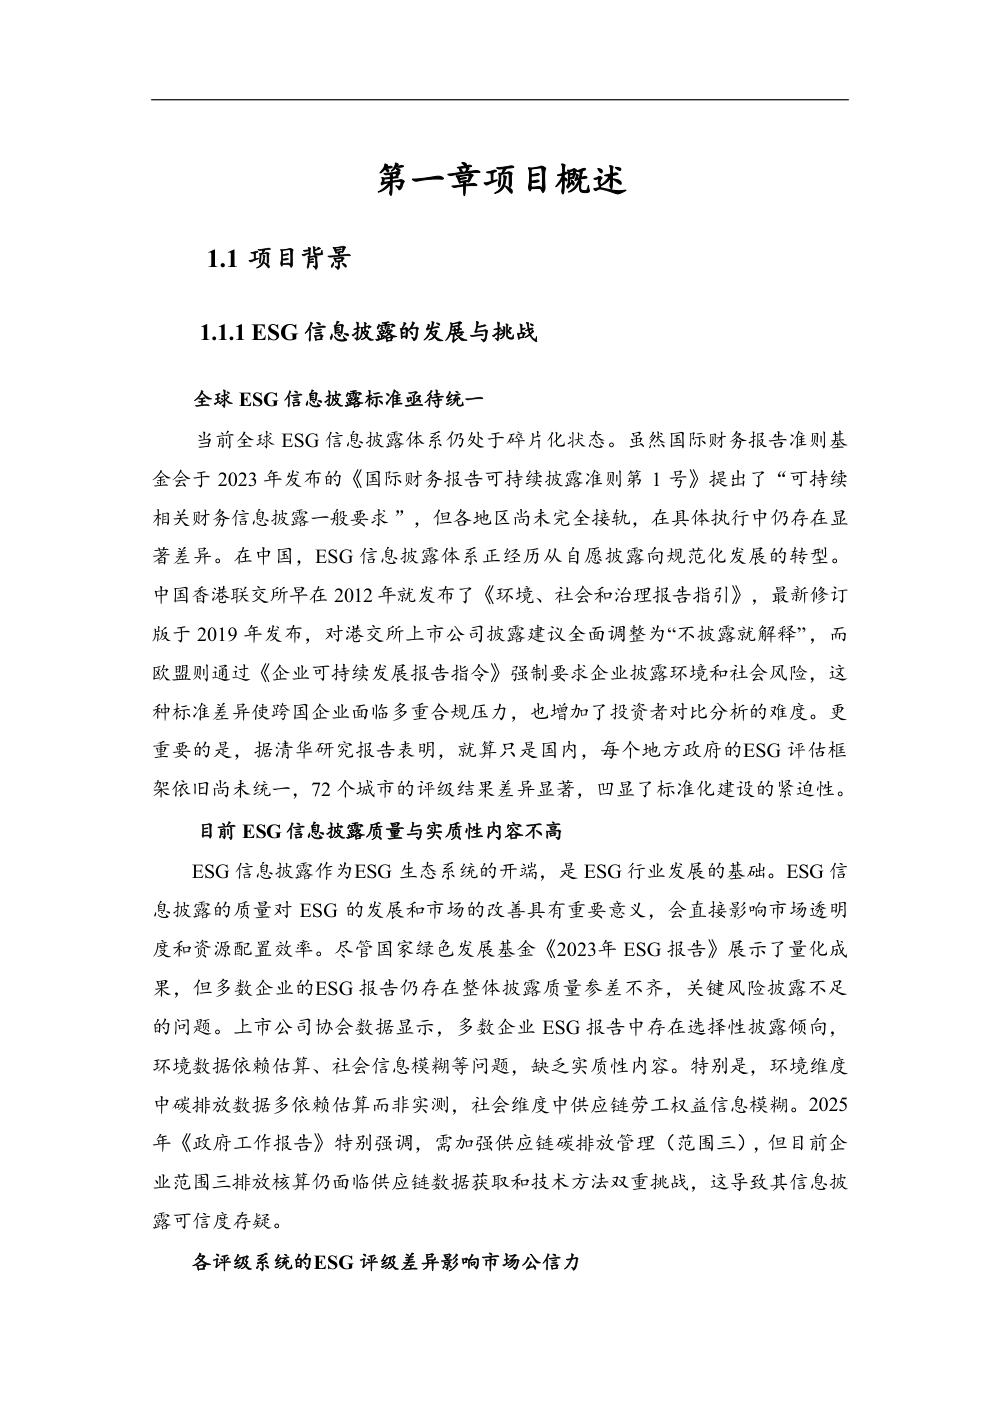 第一章项目概述
1.1 项目背景
1.1.1 ESG 信息披露的发展与挑战
全球 ESG 信息披露标准亟待统一
当前全球 ESG 信息披露体系仍处于碎片化状态。虽然国际财务报告准则基
金会于 2023 年发布的《国际财务报告可持续披露准则第 1 号》提出了“可持续
相关财务信息披露一般要求 ”，但各地区尚未完全接轨，在具体执行中仍存在显
著差异。在中国，ESG 信息披露体系正经历从自愿披露向规范化发展的转型。
中国香港联交所早在 2012 年就发布了《环境、社会和治理报告指引》，最新修订
版于 2019 年发布，对港交所上市公司披露建议全面调整为“不披露就解释”，而
欧盟则通过《企业可持续发展报告指令》强制要求企业披露环境和社会风险，这
种标准差异使跨国企业面临多重合规压力，也增加了投资者对比分析的难度。更
重要的是，据清华研究报告表明，就算只是国内，每个地方政府的ESG 评估框
架依旧尚未统一，72 个城市的评级结果差异显著，凹显了标准化建设的紧迫性。
目前 ESG 信息披露质量与实质性内容不高
ESG 信息披露作为ESG 生态系统的开端，是 ESG 行业发展的基础。ESG 信
息披露的质量对 ESG 的发展和市场的改善具有重要意义，会直接影响市场透明
度和资源配置效率。尽管国家绿色发展基金《2023年 ESG 报告》展示了量化成
果，但多数企业的ESG 报告仍存在整体披露质量参差不齐，关键风险披露不足
的问题。上市公司协会数据显示，多数企业 ESG 报告中存在选择性披露倾向，
环境数据依赖估算、社会信息模糊等问题，缺乏实质性内容。特别是，环境维度
中碳排放数据多依赖估算而非实测，社会维度中供应链劳工权益信息模糊。2025
年《政府工作报告》特别强调，需加强供应链碳排放管理（范围三），但目前企
业范围三排放核算仍面临供应链数据获取和技术方法双重挑战，这导致其信息披
露可信度存疑。
各评级系统的ESG 评级差异影响市场公信力